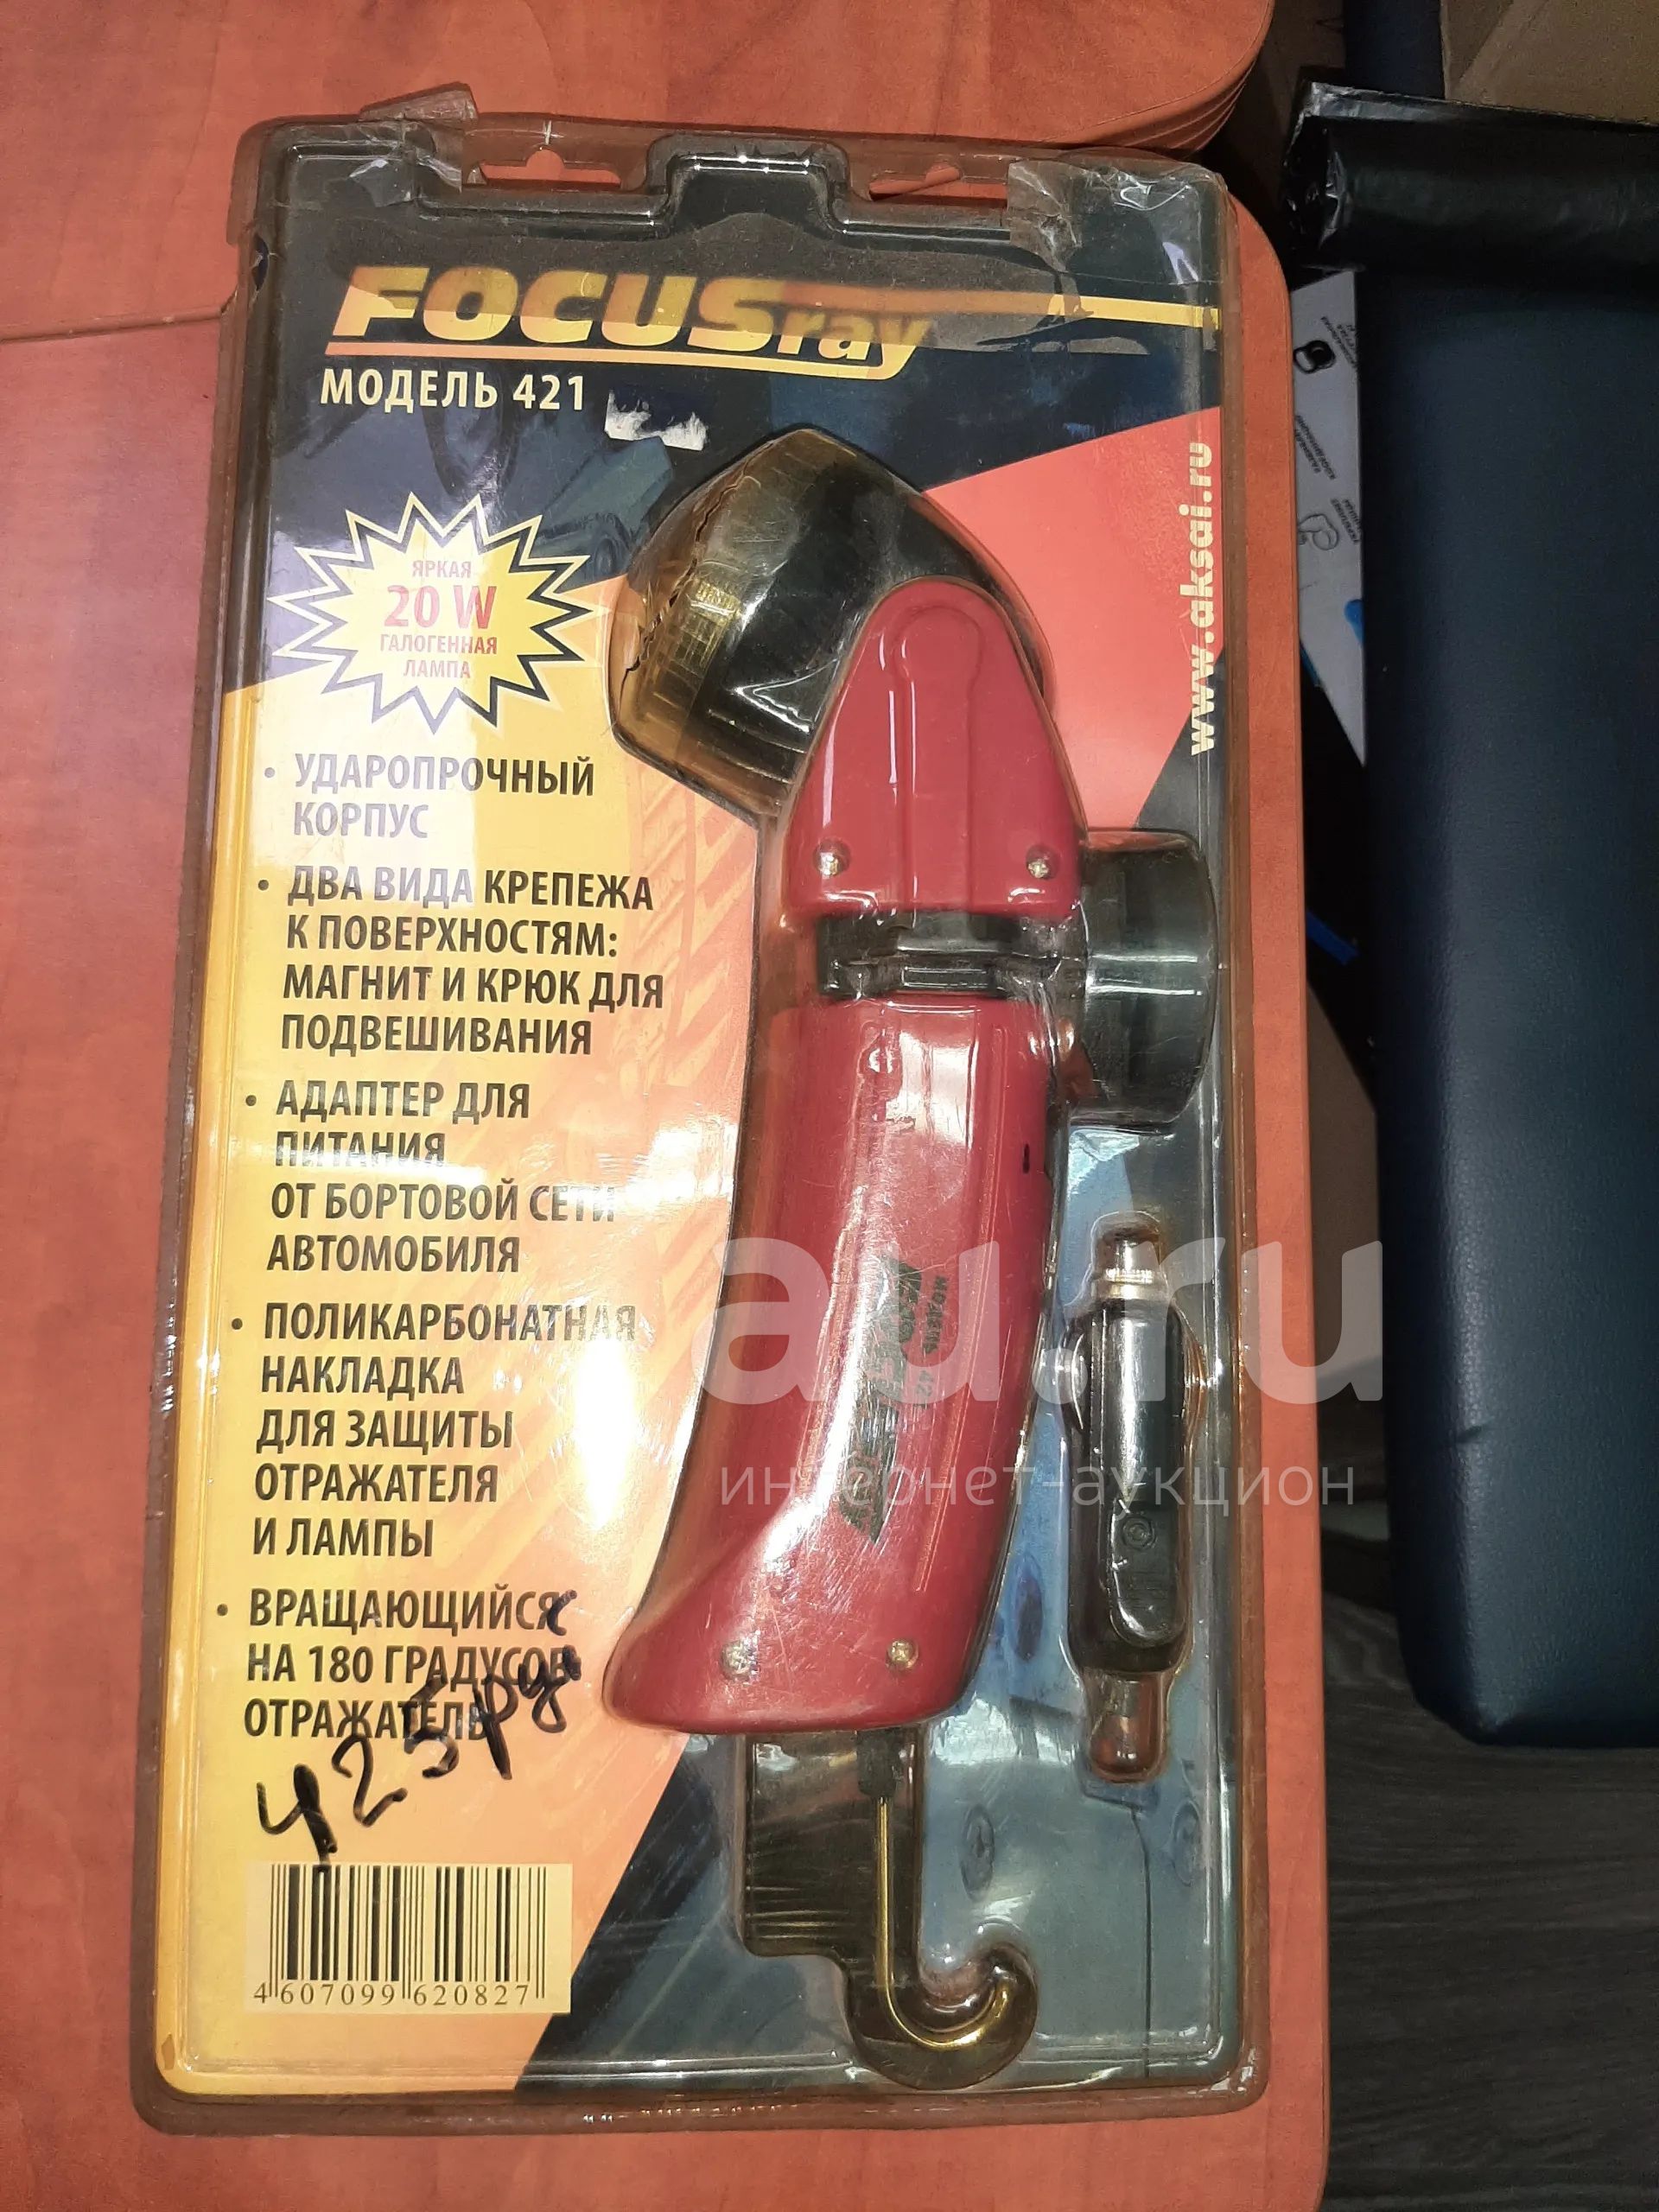 FOCUSray
МОДЕЛЬ 421
www.aksai.ru
ЯРКАЯ
20 W
ГАЛОГЕННАЯ
ЛАМПА
• УДАРОПРОЧНЫЙ
КОРПУС
• ДВА ВИДА КРЕПЕЖА
К ПОВЕРХНОСТЯМ:
МАГНИТ И КРЮК ДЛЯ
ПОДВЕШИВАНИЯ
• АДАПТЕР ДЛЯ
ПИТАНИЯ
ОТ БОРТОВОЙ СЕТИ
АВТОМОБИЛЯ
• ПОЛИКАРБОНАТНАЯ
НАКЛАДКА
ДЛЯ ЗАЩИТЫ
ОТРАЖАТЕЛЯ
И ЛАМПЫ
• ВРАЩАЮЩИЙСЯ
НА 180 ГРАДУСОВ
ОТРАЖАТЕЛЬ
425 руб
4 607099 620827
au.ru
интернет-аукцион